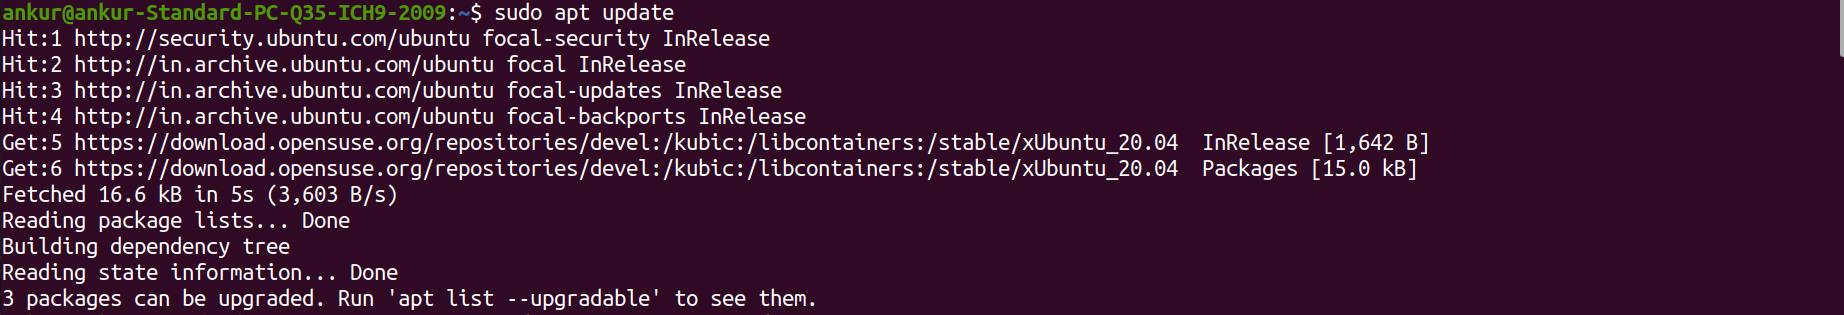 ankur@ankur-Standard-PC-Q35-ICH9-2009:~$ sudo apt update
Hit:1 http://security.ubuntu.com/ubuntu focal-security InRelease
Hit:2 http://in.archive.ubuntu.com/ubuntu focal InRelease
Hit:3 http://in.archive.ubuntu.com/ubuntu focal-updates InRelease
Hit:4 http://in.archive.ubuntu.com/ubuntu focal-backports InRelease
Get:5 https://download.opensuse.org/repositories/devel:/kubic:/libcontainers:/stable/xUbuntu_20.04  InRelease [1,642 B]
Get:6 https://download.opensuse.org/repositories/devel:/kubic:/libcontainers:/stable/xUbuntu_20.04  Packages [15.0 kB]
Fetched 16.6 kB in 5s (3,603 B/s)
Reading package lists... Done
Building dependency tree
Reading state information... Done
3 packages can be upgraded. Run 'apt list --upgradable' to see them.